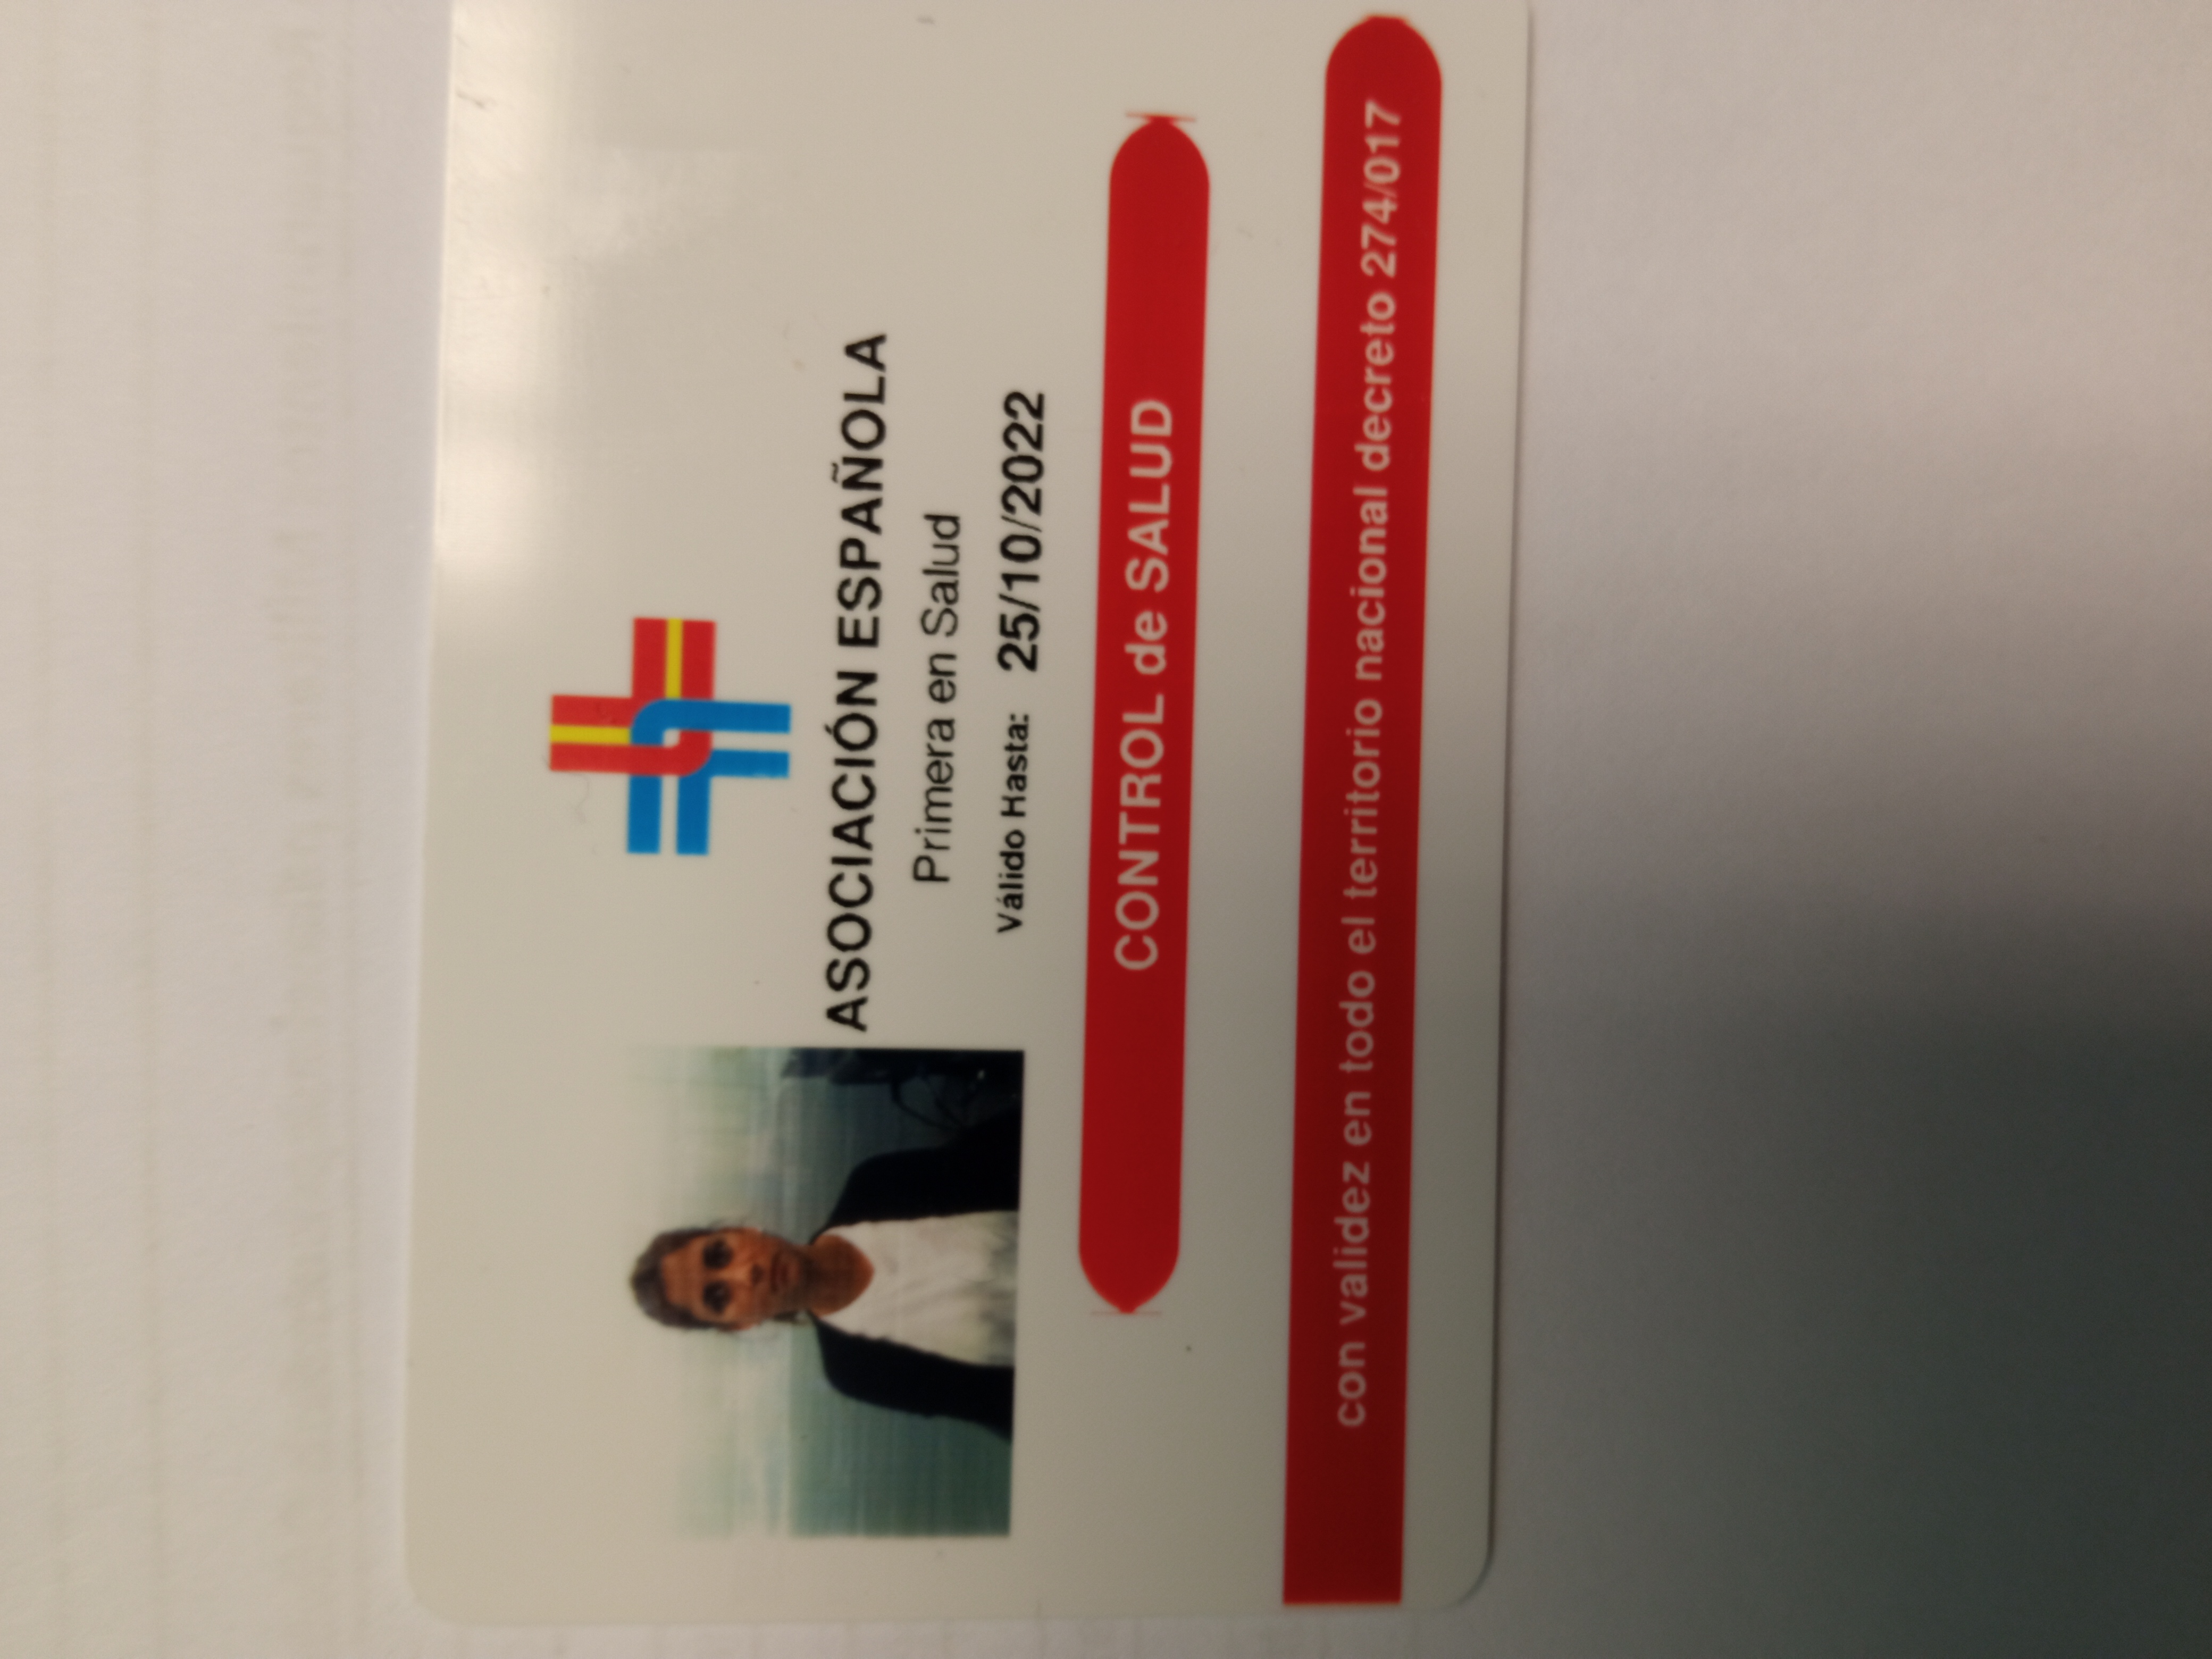 ASOCIACIÓN ESPAÑOLA
Primera en Salud
Válido Hasta: 25/10/2022
CONTROL de SALUD
con validez en todo el territorio nacional decreto 274/017